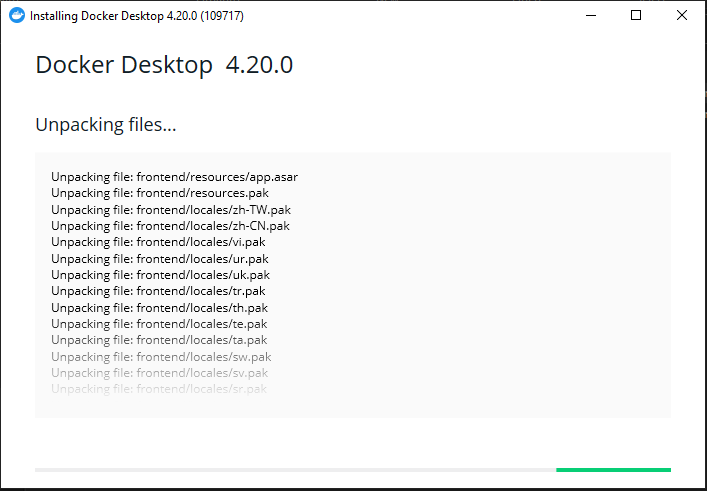 Installing Docker Desktop 4.20.0 (109717)
Docker Desktop 4.20.0
Unpacking files...
Unpacking file: frontend/resources/app.asar
Unpacking file: frontend/resources.pak
Unpacking file: frontend/locales/zh-TW.pak
Unpacking file: frontend/locales/zh-CN.pak
Unpacking file: frontend/locales/vi.pak
Unpacking file: frontend/locales/ur.pak
Unpacking file: frontend/locales/uk.pak
Unpacking file: frontend/locales/tr.pak
Unpacking file: frontend/locales/th.pak
Unpacking file: frontend/locales/te.pak
Unpacking file: frontend/locales/ta.pak
Unpacking file: frontend/locales/sw.pak
Unpacking file: frontend/locales/sv.pak
Unpacking file: frontend/locales/sr.pak